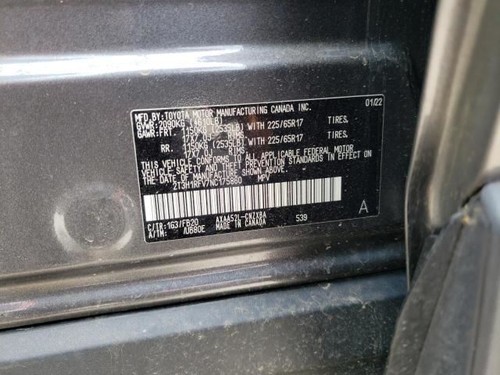 MFD.BY: TOYOTA MOTOR MANUFACTURING CANADA INC. 01/22
GVWR: 2090KG (4610LB)
GAWR: FRT. 1150KG (2535LB) WITH 225/65R17 TIRES.
RR. 1150KG (2535LB) WITH 225/65R17 TIRES.
THIS VEHICLE CONFORMS TO ALL APPLICABLE FEDERAL MOTOR
VEHICLE SAFETY AND THEFT PREVENTION STANDARDS IN
EFFECT ON THE DATE OF MANUFACTURE SHOWN ABOVE.
MPV
A
C/TR: 163/FB20 539
A/TM: /U680E MADE IN CANADA